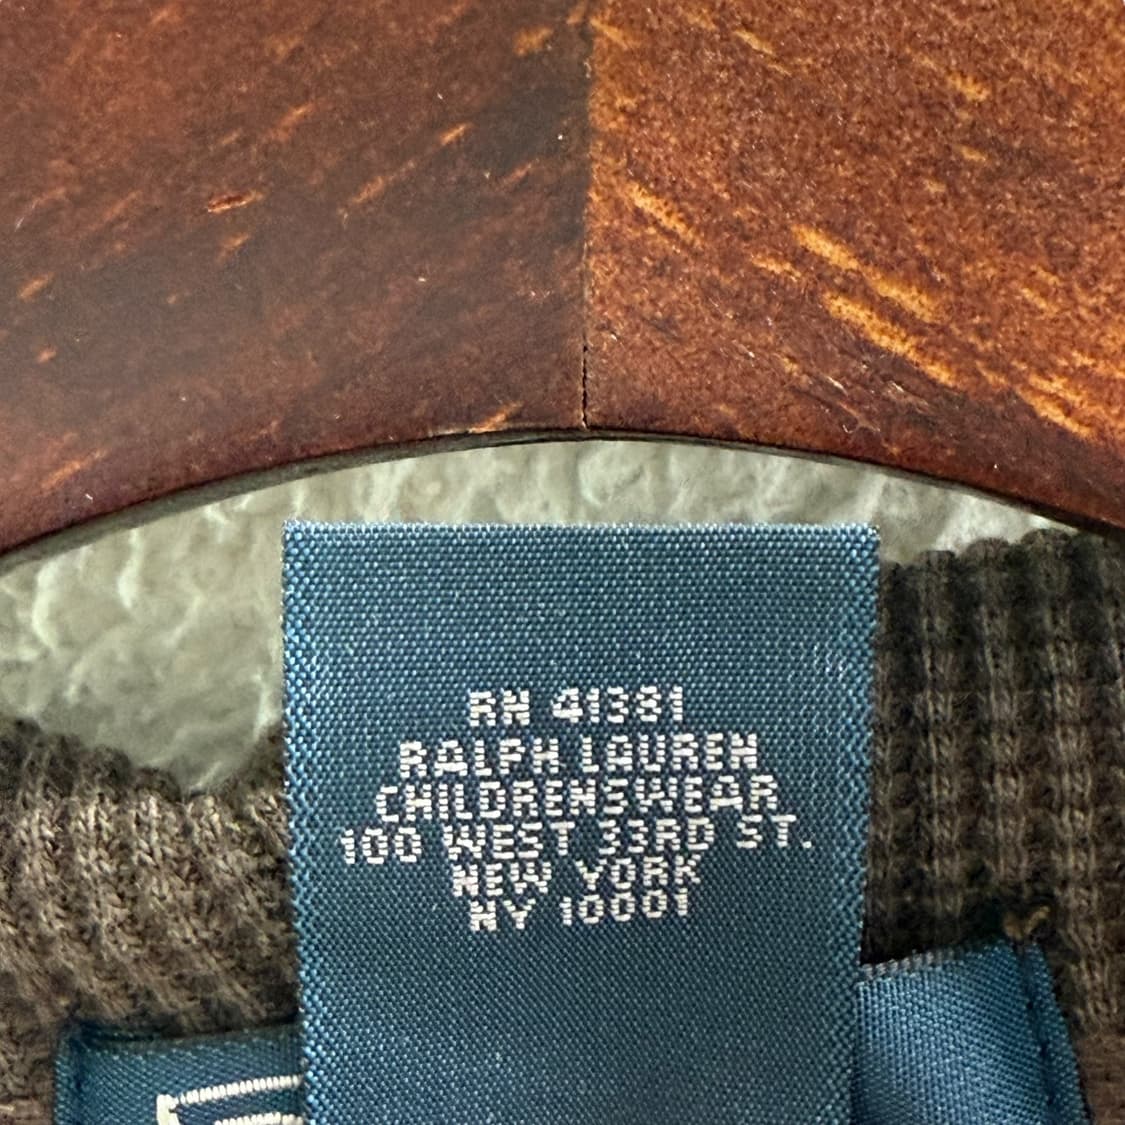 RN 41381
RALPH LAUREN
CHILDRENSWEAR
100 WEST 33RD ST.
NEW YORK
NY 10001